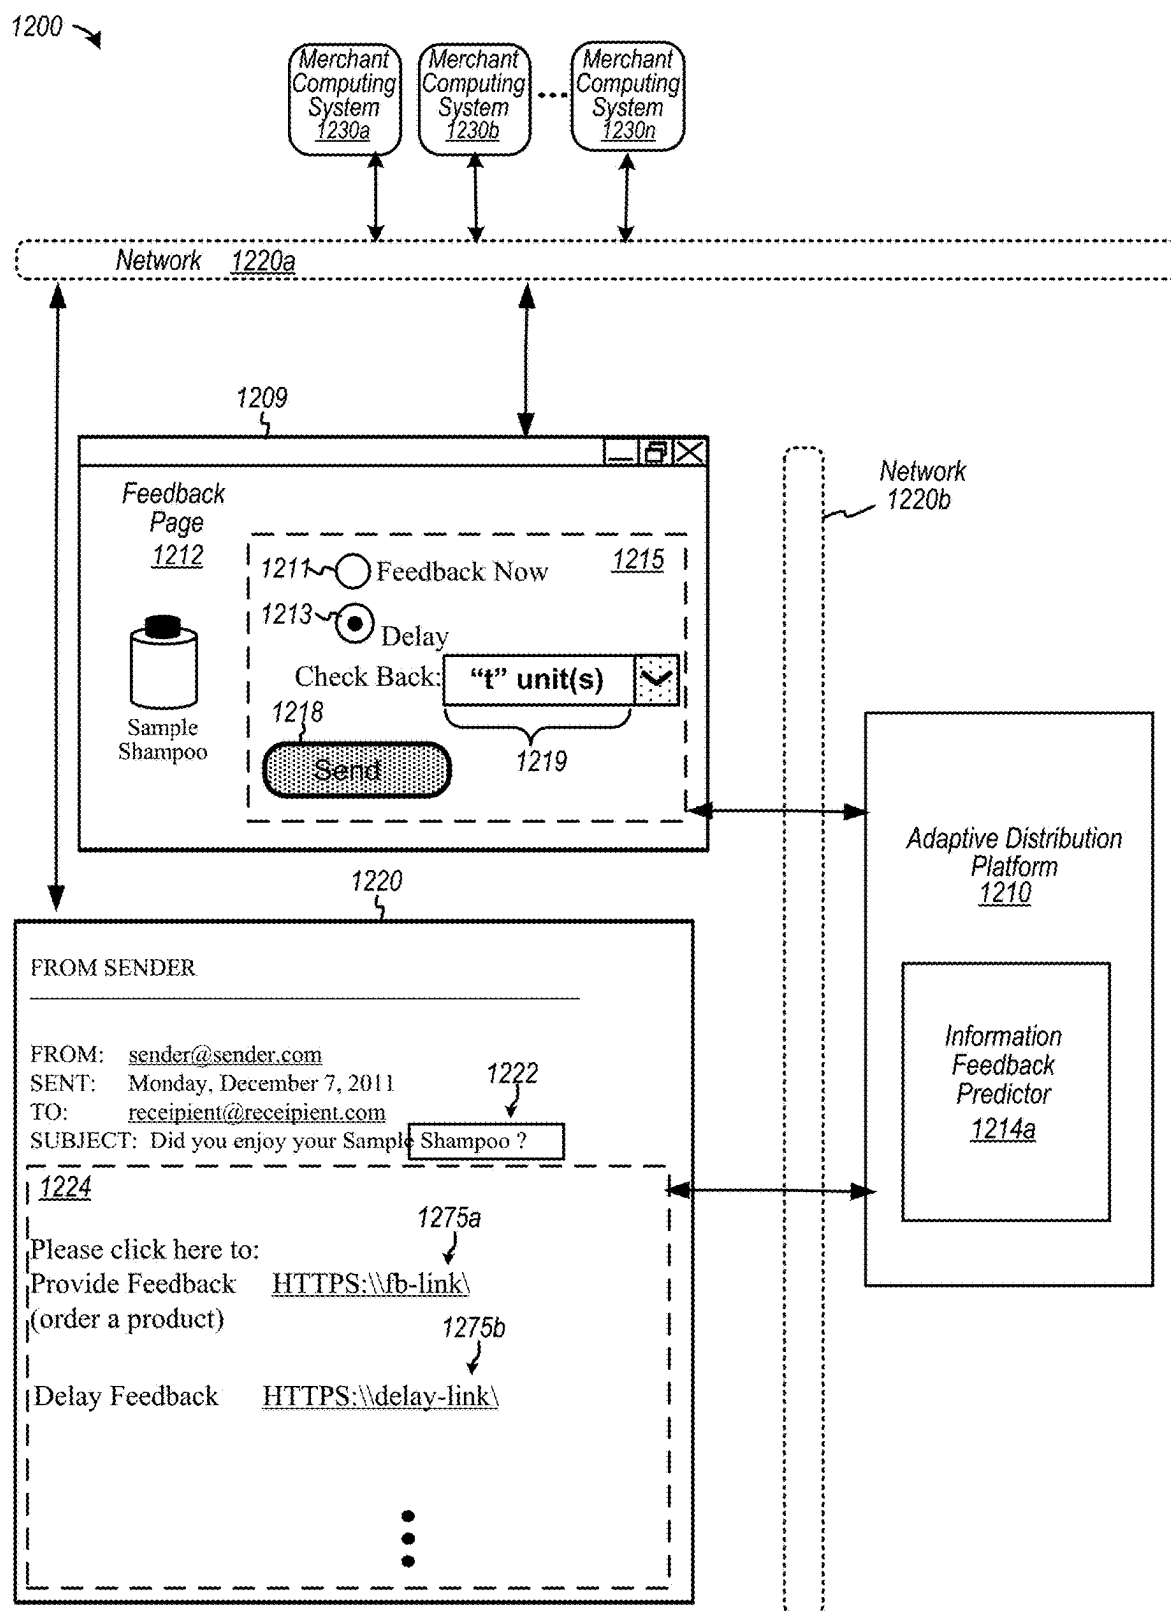 1200
Merchant
Computing
System
1230a
Merchant
Computing
System
1230b
Merchant
Computing
System
1230n
Network 1220a
1209
Feedback
Page
1212
1215
1211
Feedback Now
1213
Delay
Check Back: “t” unit(s)
Sample
Shampoo
1218
Send
1219
Network
1220b
Adaptive Distribution
Platform
1210
Information
Feedback
Predictor
1214a
1220
FROM SENDER
FROM: sender@sender.com
SENT: Monday, December 7, 2011
TO: receipient@receipient.com
SUBJECT: Did you enjoy your Sample Shampoo ?
1222
1224
1275a
Please click here to:
Provide Feedback HTTPS:\\fb-link\
(order a product)
1275b
Delay Feedback HTTPS:\\delay-link\